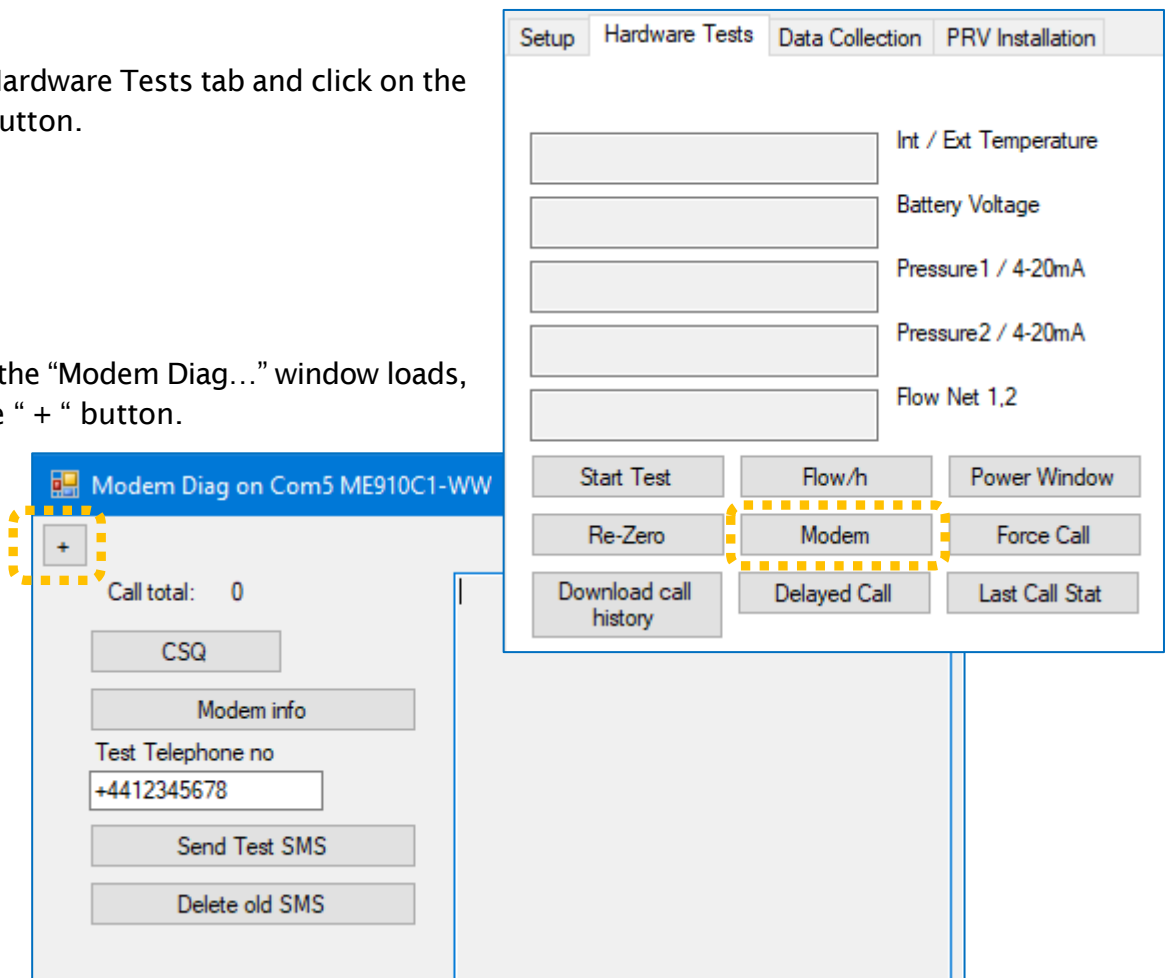 Hardware Tests tab and click on the
button.
the “Modem Diag…” window loads,
“ + “ button.
Setup Hardware Tests Data Collection PRV Installation
Int / Ext Temperature
Battery Voltage
Pressure1 / 4-20mA
Pressure2 / 4-20mA
Flow Net 1,2
Start Test Flow/h Power Window
Re-Zero Modem Force Call
Download call
history
Delayed Call Last Call Stat
Modem Diag on Com5 ME910C1-WW
+
Call total: 0
CSQ
Modem info
Test Telephone no
+4412345678
Send Test SMS
Delete old SMS